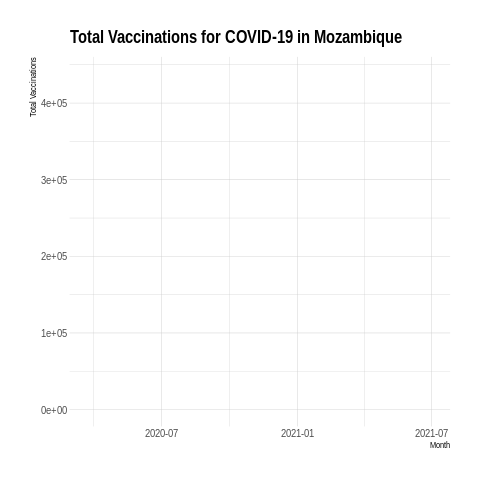 Total Vaccinations for COVID-19 in Mozambique
Total Vaccinations
4e+05
3e+05
2e+05
1e+05
0e+00
2020-07
2021-01
2021-07
Month